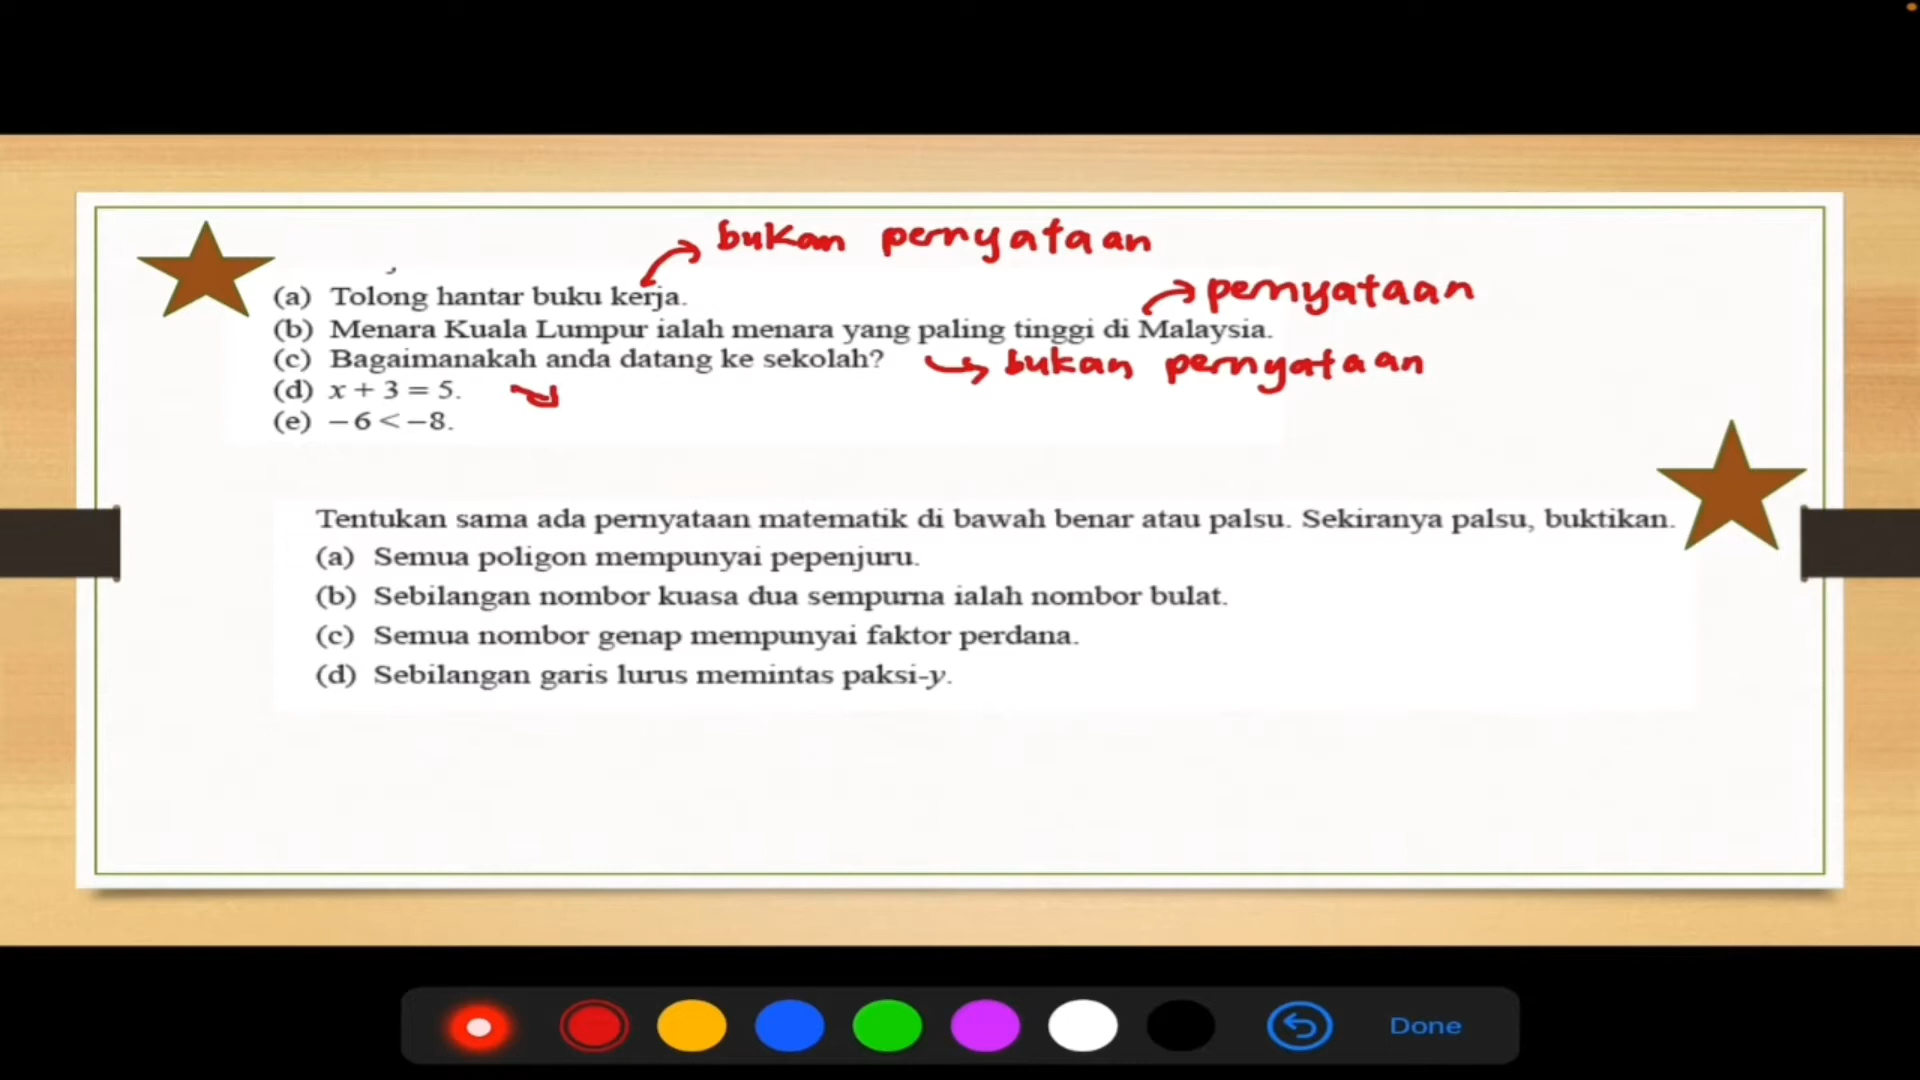 bukan pernyataan
(a) Tolong hantar buku kerja.
pernyataan
(b) Menara Kuala Lumpur ialah menara yang paling tinggi di Malaysia.
(c) Bagaimanakah anda datang ke sekolah? bukan pernyataan
(d) x + 3 = 5.
(e) −6 < −8.
Tentukan sama ada pernyataan matematik di bawah benar atau palsu. Sekiranya palsu, buktikan.
(a) Semua poligon mempunyai pepenjuru.
(b) Sebilangan nombor kuasa dua sempurna ialah nombor bulat.
(c) Semua nombor genap mempunyai faktor perdana.
(d) Sebilangan garis lurus memintas paksi-y.
Done